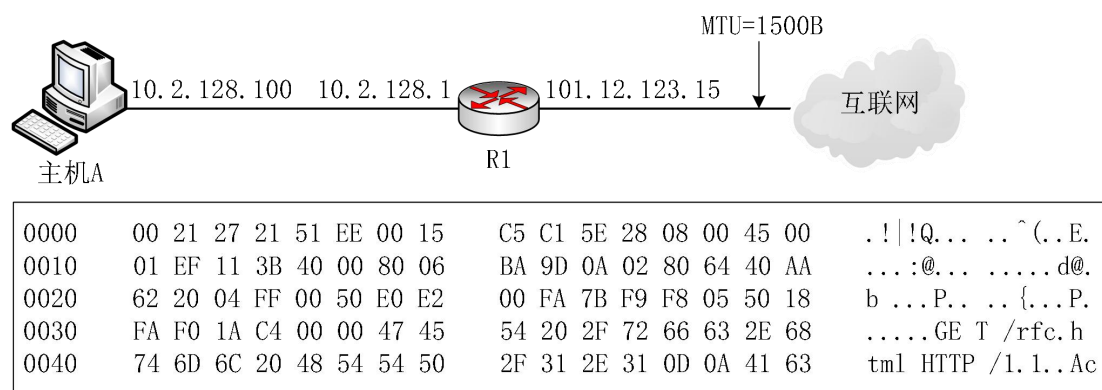 MTU=1500B
10.2.128.100 10.2.128.1 101.12.123.15
互联网
R1
主机A
0000 00 21 27 21 51 EE 00 15 C5 C1 5E 28 08 00 45 00 .!|!Q... ..^(..E.
0010 01 EF 11 3B 40 00 80 06 BA 9D 0A 02 80 64 40 AA ...:@... .....d@.
0020 62 20 04 FF 00 50 E0 E2 00 FA 7B F9 F8 05 50 18 b ...P.. ..{...P.
0030 FA F0 1A C4 00 00 47 45 54 20 2F 72 66 63 2E 68 .....GE T /rfc.h
0040 74 6D 6C 20 48 54 54 50 2F 31 2E 31 0D 0A 41 63 tml HTTP /1.1..Ac